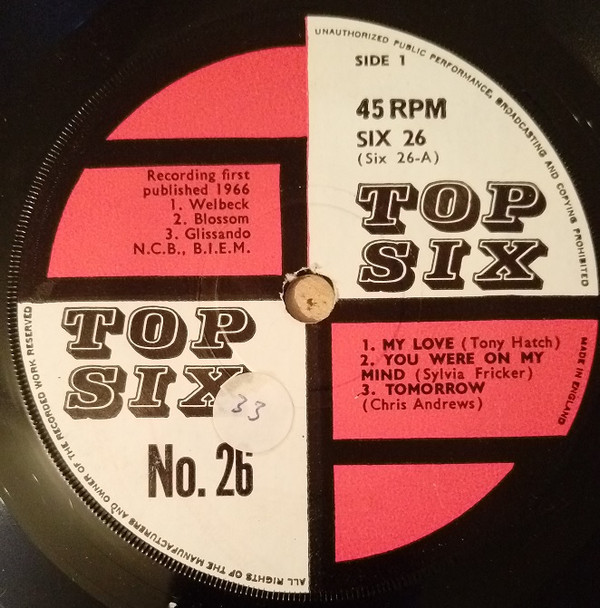 UNAUTHORIZED PUBLIC PERFORMANCE, BROADCASTING AND COPYING PROHIBITED
SIDE 1
45 RPM
SIX 26
(Six 26-A)
TOP
SIX
Recording first
published 1966
1. Welbeck
2. Blossom
3. Glissando
N.C.B., B.I.E.M.
TOP
SIX
33
No. 26
1. MY LOVE (Tony Hatch)
2. YOU WERE ON MY
MIND (Sylvia Fricker)
3. TOMORROW
(Chris Andrews)
MADE IN ENGLAND
ALL RIGHTS OF THE MANUFACTURERS AND OWNER OF THE RECORDED WORK RESERVED